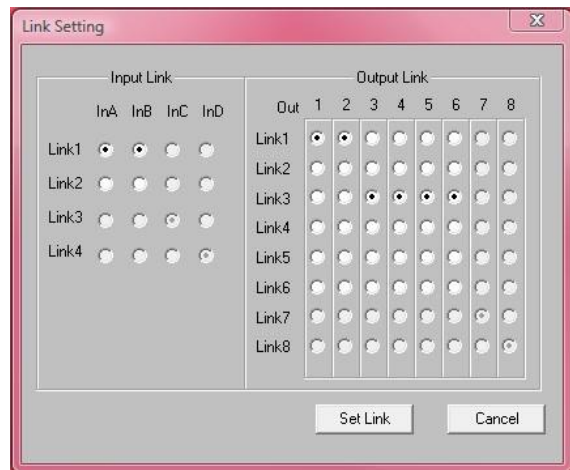 Link Setting
Input Link
InA InB InC InD
Link1
Link2
Link3
Link4
Output Link
Out 1 2 3 4 5 6 7 8
Link1
Link2
Link3
Link4
Link5
Link6
Link7
Link8
Set Link
Cancel